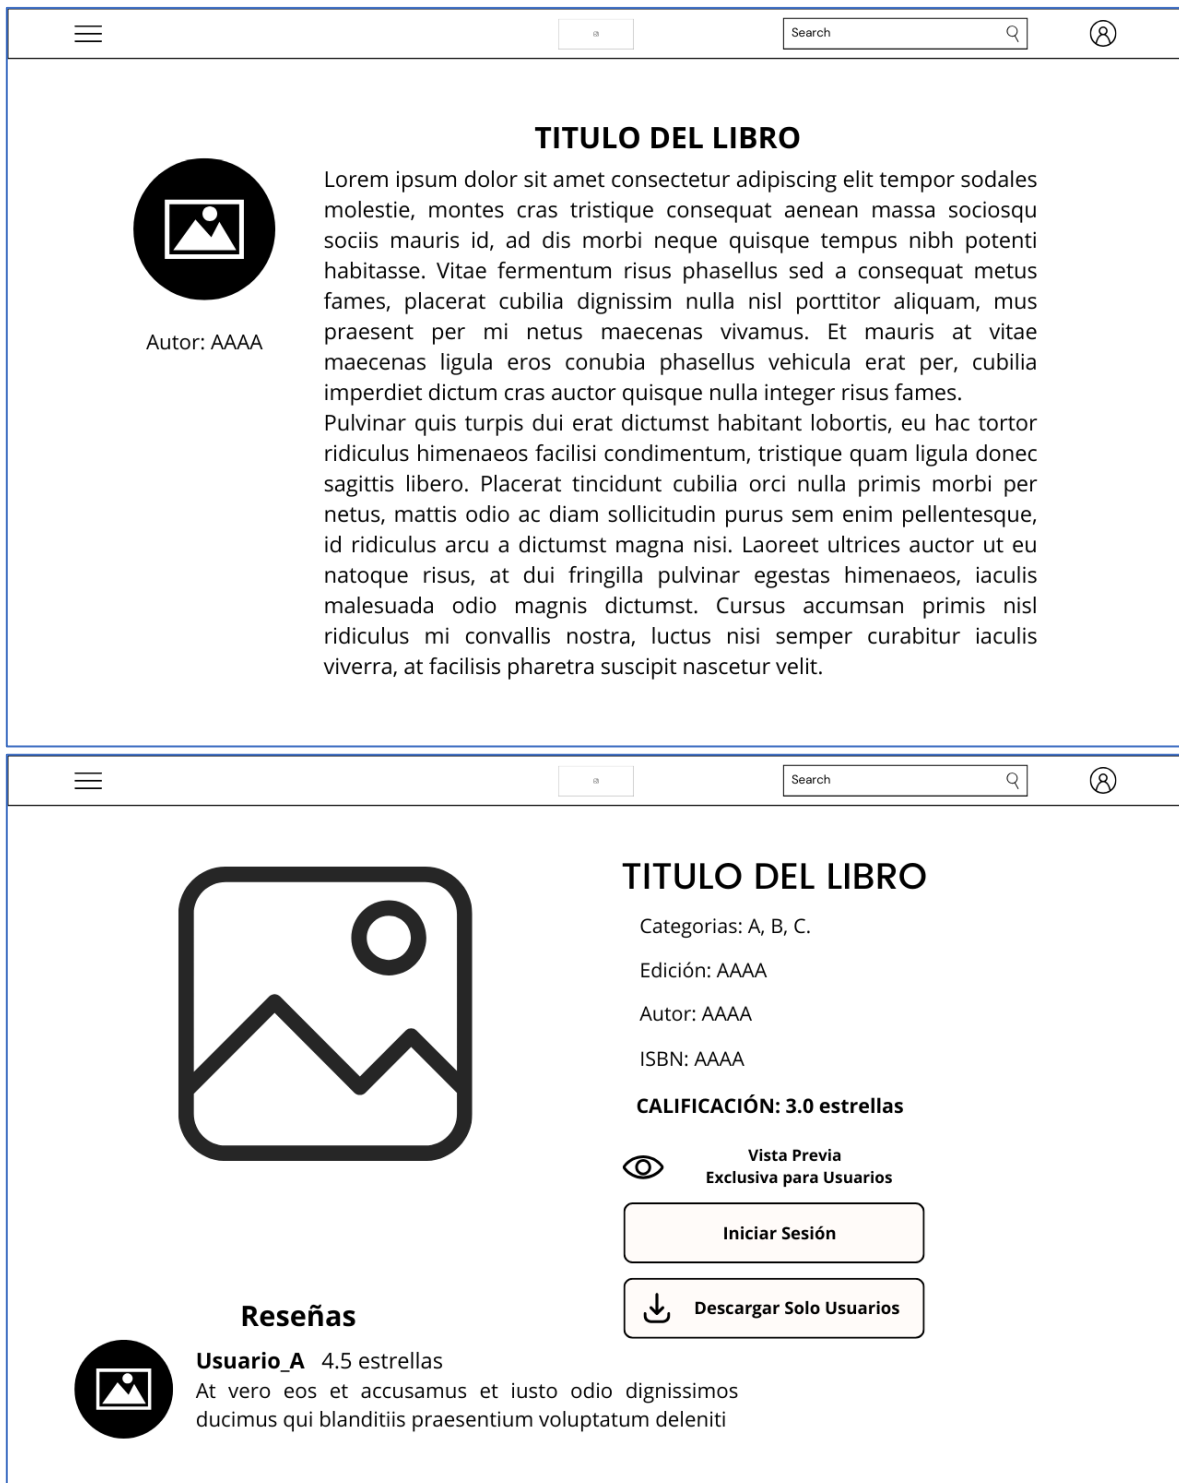 Search
TITULO DEL LIBRO
Autor: AAAA
Lorem ipsum dolor sit amet consectetur adipiscing elit tempor sodales
molestie, montes cras tristique consequat aenean massa sociosqu
sociis mauris id, ad dis morbi neque quisque tempus nibh potenti
habitasse. Vitae fermentum risus phasellus sed a consequat metus
fames, placerat cubilia dignissim nulla nisl porttitor aliquam, mus
praesent per mi netus maecenas vivamus. Et mauris at vitae
maecenas ligula eros conubia phasellus vehicula erat per, cubilia
imperdiet dictum cras auctor quisque nulla integer risus fames.
Pulvinar quis turpis dui erat dictumst habitant lobortis, eu hac tortor
ridiculus himenaeos facilisi condimentum, tristique quam ligula donec
sagittis libero. Placerat tincidunt cubilia orci nulla primis morbi per
netus, mattis odio ac diam sollicitudin purus sem enim pellentesque,
id ridiculus arcu a dictumst magna nisi. Laoreet ultrices auctor ut eu
natoque risus, at dui fringilla pulvinar egestas himenaeos, iaculis
malesuada odio magnis dictumst. Cursus accumsan primis nisl
ridiculus mi convallis nostra, luctus nisi semper curabitur iaculis
viverra, at facilisis pharetra suscipit nascetur velit.
Search
TITULO DEL LIBRO
Categorias: A, B, C.
Edición: AAAA
Autor: AAAA
ISBN: AAAA
CALIFICACIÓN: 3.0 estrellas
Vista Previa
Exclusiva para Usuarios
Iniciar Sesión
Descargar Solo Usuarios
Reseñas
Usuario_A 4.5 estrellas
At vero eos et accusamus et iusto odio dignissimos
ducimus qui blanditiis praesentium voluptatum deleniti